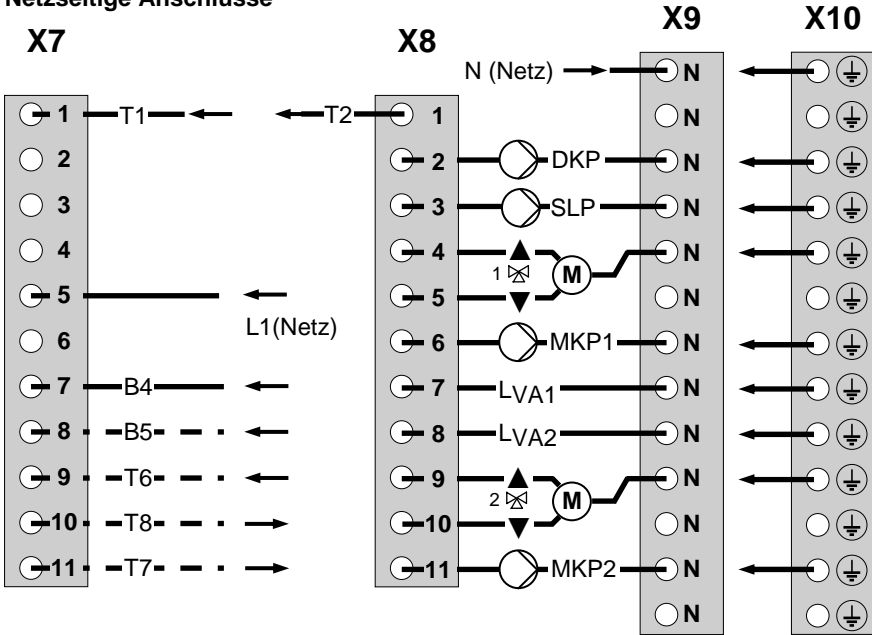 Netzseitige Anschlüsse
X7
X8
X9
X10
N (Netz) N
1 T1 T2 1 N
2 2 DKP N
3 3 SLP N
4 4 1 M N
5 5 N
L1(Netz)
6 6 MKP1 N
7 B4 7 LVA1 N
8 B5 8 LVA2 N
9 T6 9 2 M N
10 T8 10 N
11 T7 11 MKP2 N
N